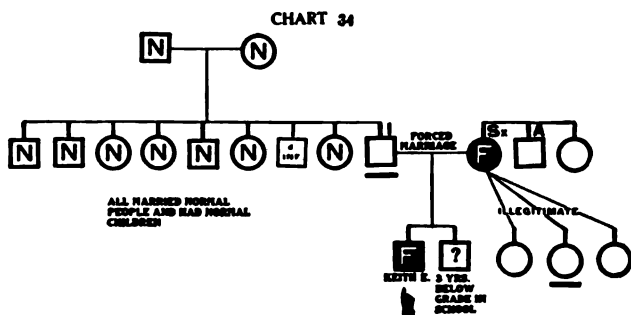 CHART 34
N N
Sx A
N N N N N N d INF N FORCED MARRIAGE F
ALL MARRIED NORMAL
PEOPLE AND HAD NORMAL
CHILDREN
ILLEGITIMATE
F ?
KEITH E. 3 YRS.
BELOW
GRADE IN
SCHOOL